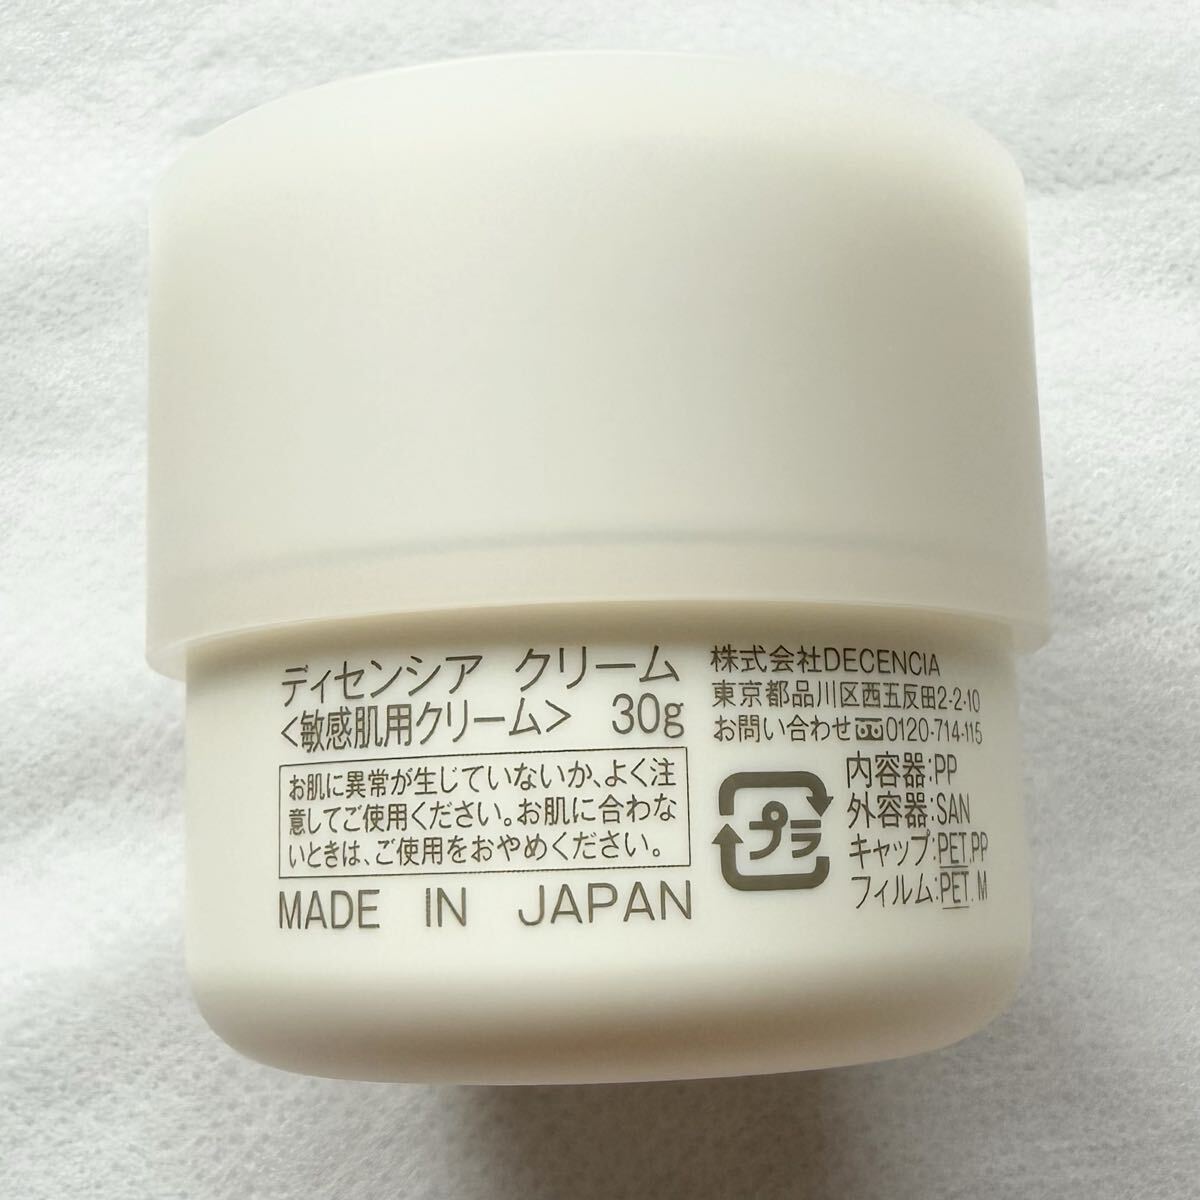 ディセンシア クリーム
<敏感肌用クリーム> 30g
お肌に異常が生じていないか、よく注
意してご使用ください。お肌に合わな
いときは、ご使用をおやめください。
MADE IN JAPAN
株式会社DECENCIA
東京都品川区西五反田2-2-10
お問い合わせ 0120-714-115
プラ
内容器:PP
外容器:SAN
キャップ:PET.PP
フィルム:PET. M